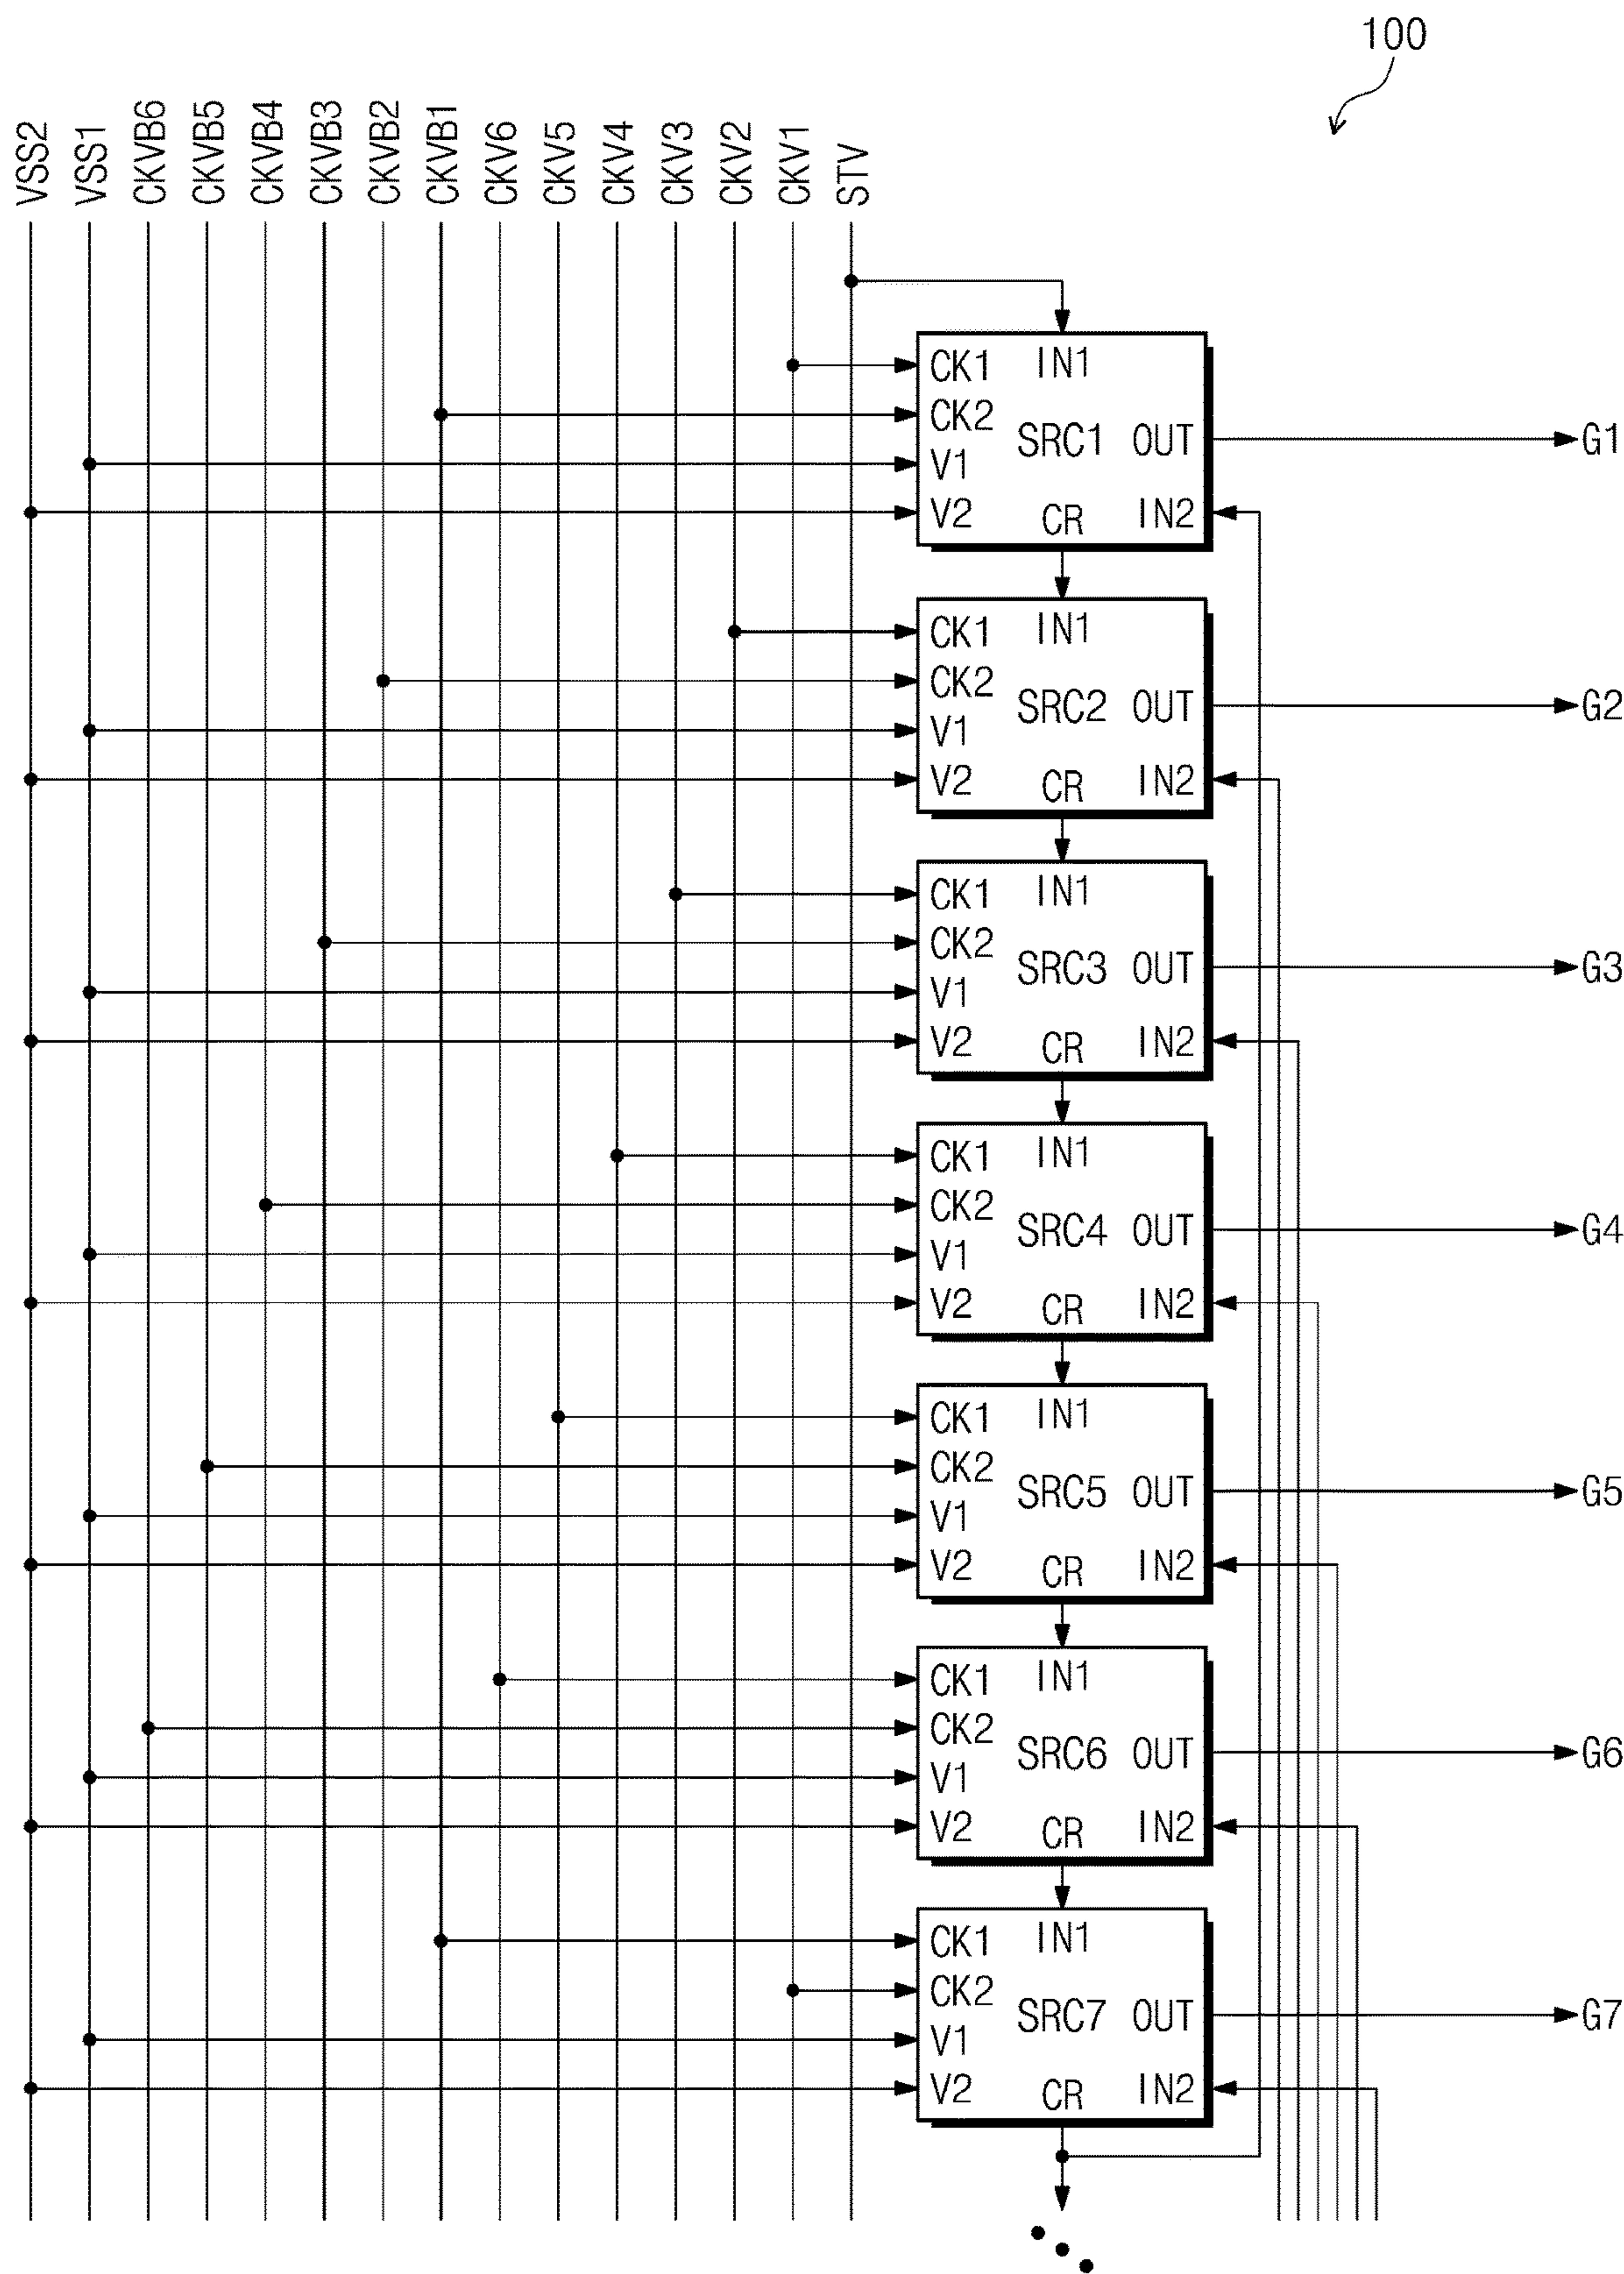 100
VSS2
VSS1
CKVB6
CKVB5
CKVB4
CKVB3
CKVB2
CKVB1
CKV6
CKV5
CKV4
CKV3
CKV2
CKV1
STV
CK1 IN1
CK2
SRC1 OUT G1
V1
V2 CR IN2
CK1 IN1
CK2
SRC2 OUT G2
V1
V2 CR IN2
CK1 IN1
CK2
SRC3 OUT G3
V1
V2 CR IN2
CK1 IN1
CK2
SRC4 OUT G4
V1
V2 CR IN2
CK1 IN1
CK2
SRC5 OUT G5
V1
V2 CR IN2
CK1 IN1
CK2
SRC6 OUT G6
V1
V2 CR IN2
CK1 IN1
CK2
SRC7 OUT G7
V1
V2 CR IN2